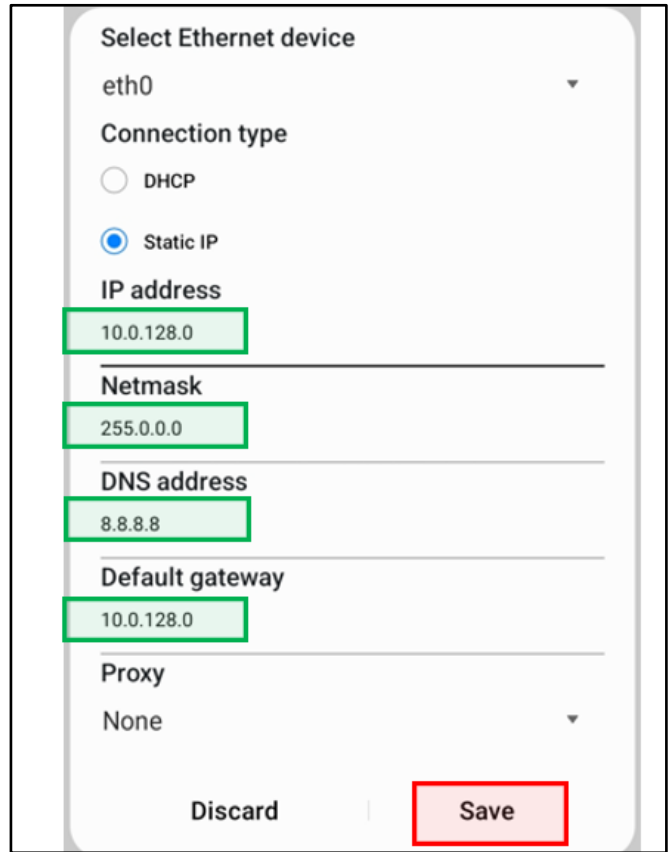 Select Ethernet device
eth0
Connection type
DHCP
Static IP
IP address
10.0.128.0
Netmask
255.0.0.0
DNS address
8.8.8.8
Default gateway
10.0.128.0
Proxy
None
Discard
Save